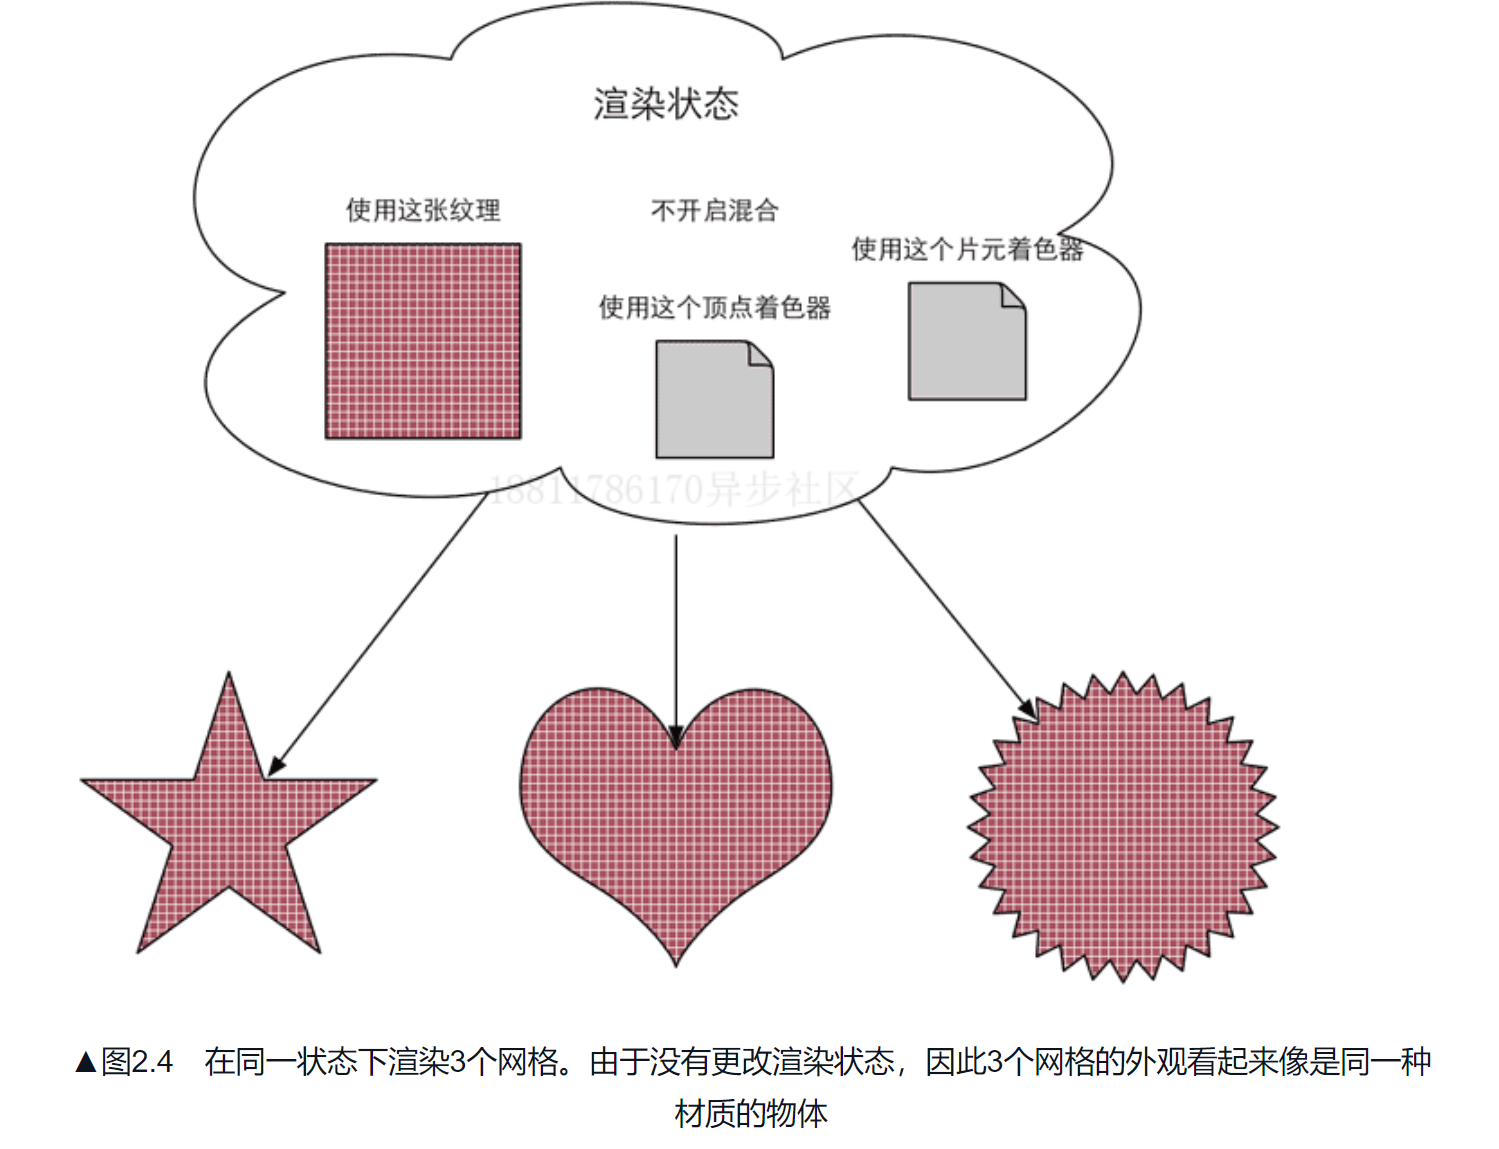 渲染状态
使用这张纹理
不开启混合
使用这个片元着色器
使用这个顶点着色器
18811786170异步社区
▲图2.4 在同一状态下渲染3个网格。由于没有更改渲染状态，因此3个网格的外观看起来像是同一种
材质的物体